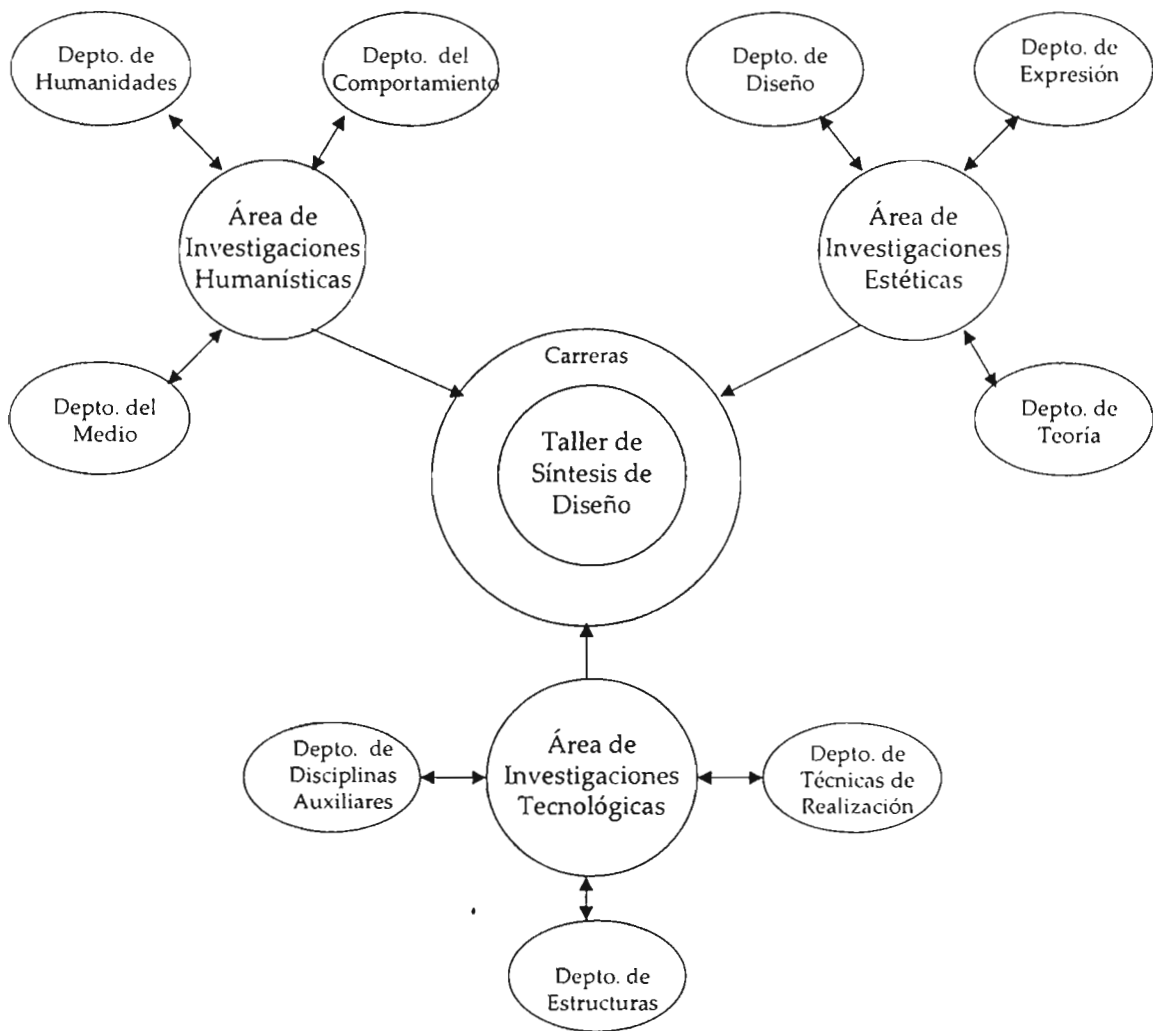 Depto. de
Humanidades
Depto. del
Comportamiento
Depto. de
Diseño
Depto. de
Expresión
Área de
Investigaciones
Humanísticas
Área de
Investigaciones
Estéticas
Depto. del
Medio
Carreras
Taller de
Síntesis de
Diseño
Depto. de
Teoría
Depto. de
Disciplinas
Auxiliares
Área de
Investigaciones
Tecnológicas
Depto. de
Técnicas de
Realización
Depto. de
Estructuras